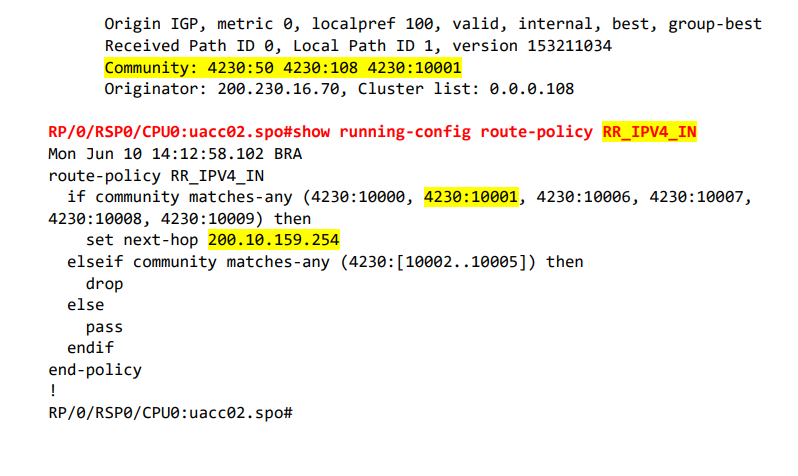 Origin IGP, metric 0, localpref 100, valid, internal, best, group-best
Received Path ID 0, Local Path ID 1, version 153211034
Community: 4230:50 4230:108 4230:10001
Originator: 200.230.16.70, Cluster list: 0.0.0.108
RP/0/RSP0/CPU0:uacc02.spo#show running-config route-policy RR_IPV4_IN
Mon Jun 10 14:12:58.102 BRA
route-policy RR_IPV4_IN
if community matches-any (4230:10000, 4230:10001, 4230:10006, 4230:10007,
4230:10008, 4230:10009) then
set next-hop 200.10.159.254
elseif community matches-any (4230:[10002..10005]) then
drop
else
pass
endif
end-policy
!
RP/0/RSP0/CPU0:uacc02.spo#